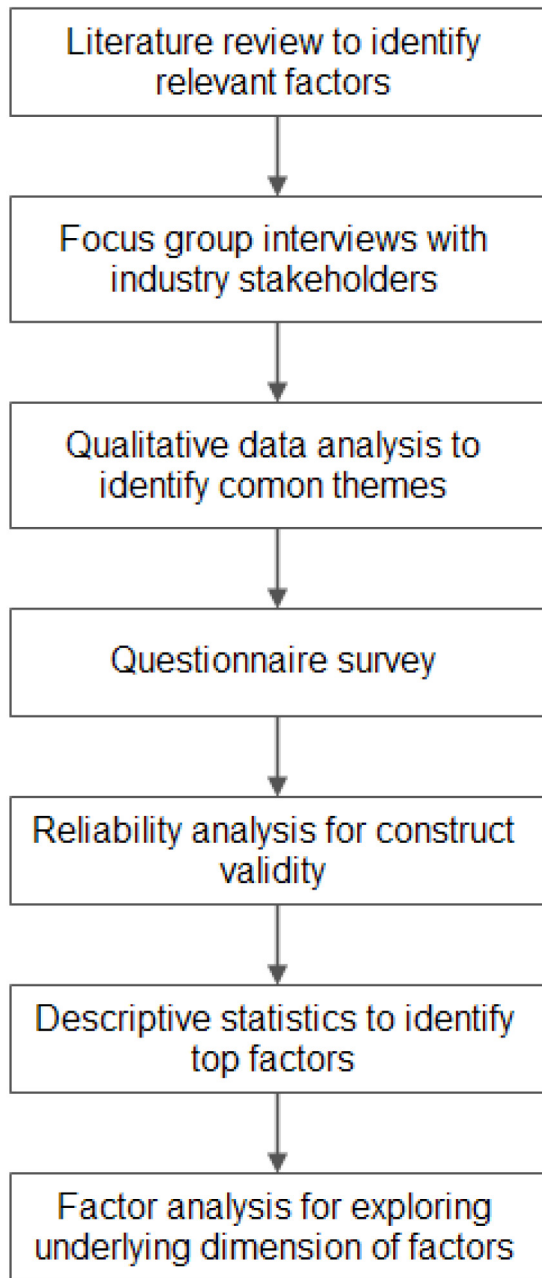 Literature review to identify
relevant factors
Focus group interviews with
industry stakeholders
Qualitative data analysis to
identify comon themes
Questionnaire survey
Reliability analysis for construct
validity
Descriptive statistics to identify
top factors
Factor analysis for exploring
underlying dimension of factors